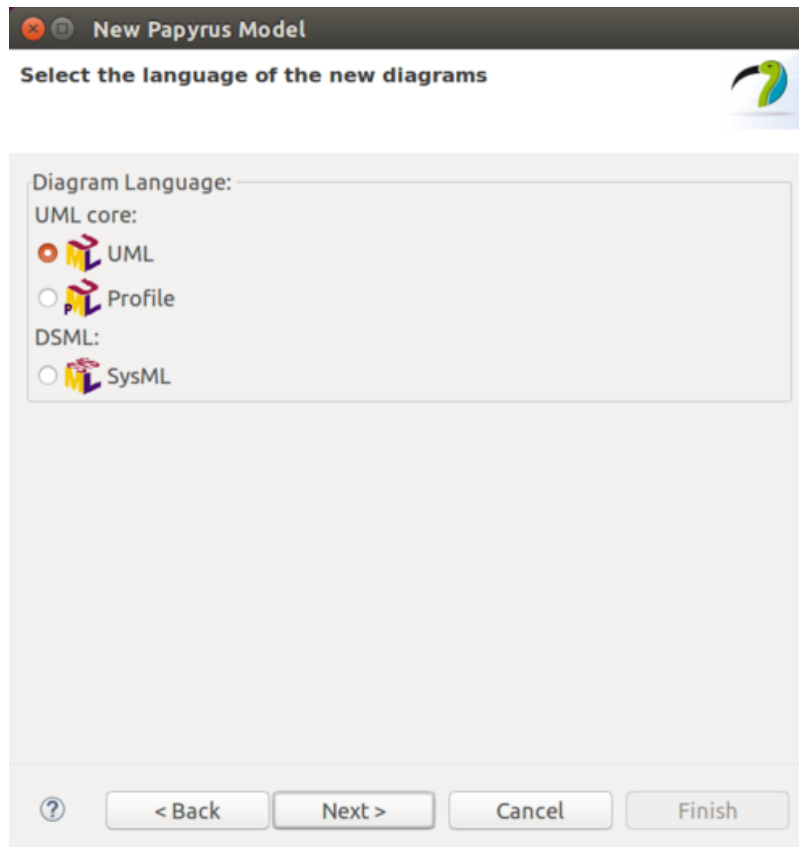 New Papyrus Model
Select the language of the new diagrams
Diagram Language:
UML core:
UML
Profile
DSML:
SysML
? < Back Next > Cancel Finish